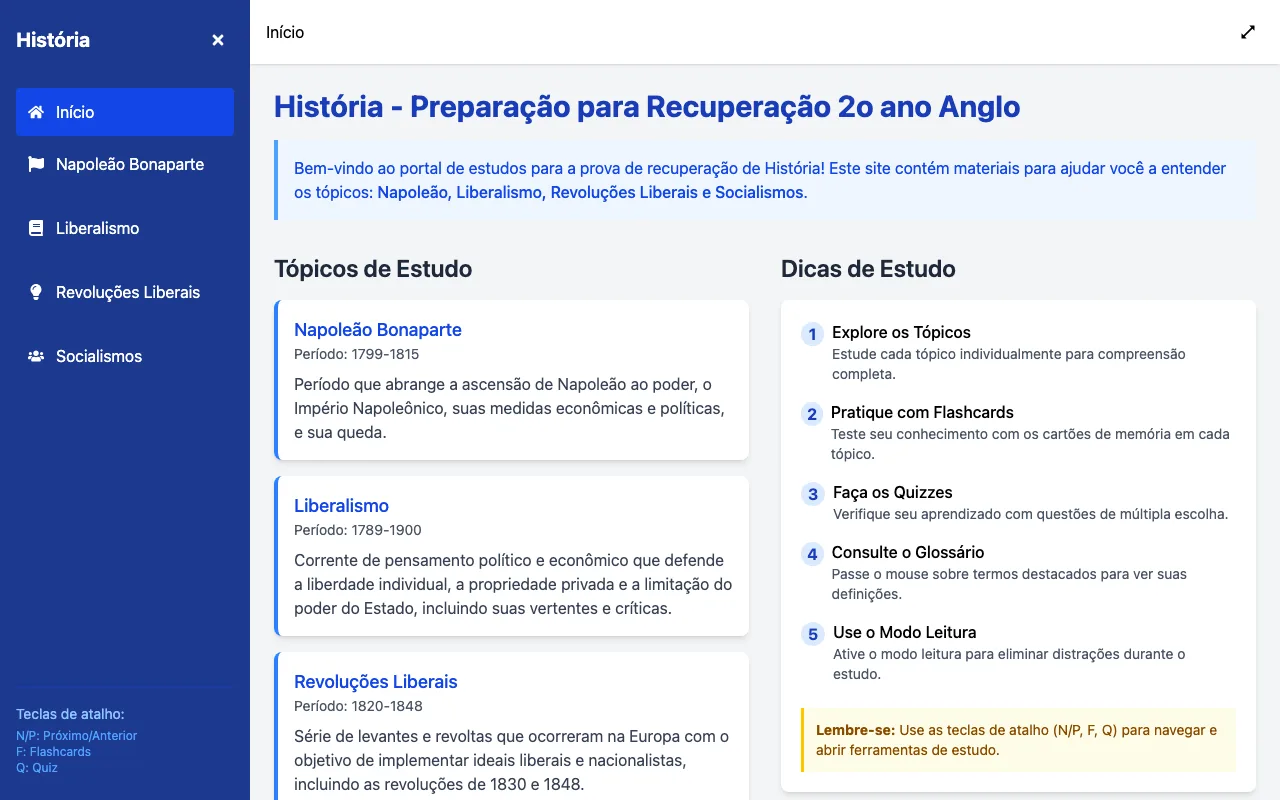 História
Início
Napoleão Bonaparte
Liberalismo
Revoluções Liberais
Socialismos
Teclas de atalho:
N/P: Próximo/Anterior
F: Flashcards
Q: Quiz
Início
História - Preparação para Recuperação 2o ano Anglo
Bem-vindo ao portal de estudos para a prova de recuperação de História! Este site contém materiais para ajudar você a entender
os tópicos: Napoleão, Liberalismo, Revoluções Liberais e Socialismos.
Tópicos de Estudo
Napoleão Bonaparte
Período: 1799-1815
Período que abrange a ascensão de Napoleão ao poder, o
Império Napoleônico, suas medidas econômicas e políticas,
e sua queda.
Liberalismo
Período: 1789-1900
Corrente de pensamento político e econômico que defende
a liberdade individual, a propriedade privada e a limitação do
poder do Estado, incluindo suas vertentes e críticas.
Revoluções Liberais
Período: 1820-1848
Série de levantes e revoltas que ocorreram na Europa com o
objetivo de implementar ideais liberais e nacionalistas,
incluindo as revoluções de 1830 e 1848.
Dicas de Estudo
1 Explore os Tópicos
Estude cada tópico individualmente para compreensão
completa.
2 Pratique com Flashcards
Teste seu conhecimento com os cartões de memória em cada
tópico.
3 Faça os Quizzes
Verifique seu aprendizado com questões de múltipla escolha.
4 Consulte o Glossário
Passe o mouse sobre termos destacados para ver suas
definições.
5 Use o Modo Leitura
Ative o modo leitura para eliminar distrações durante o
estudo.
Lembre-se: Use as teclas de atalho (N/P, F, Q) para navegar e
abrir ferramentas de estudo.